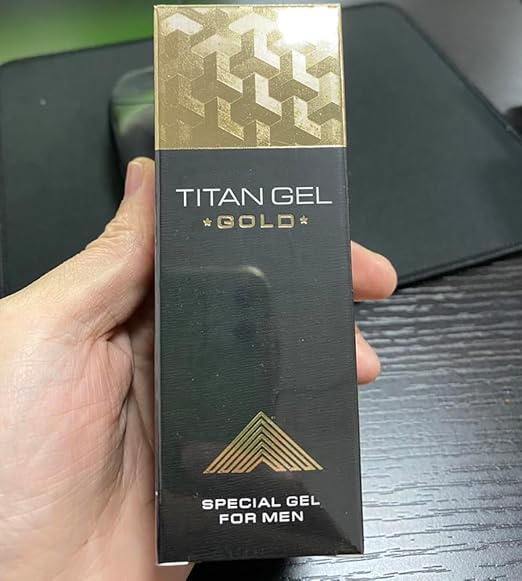 TITAN GEL
*GOLD*
SPECIAL GEL
FOR MEN